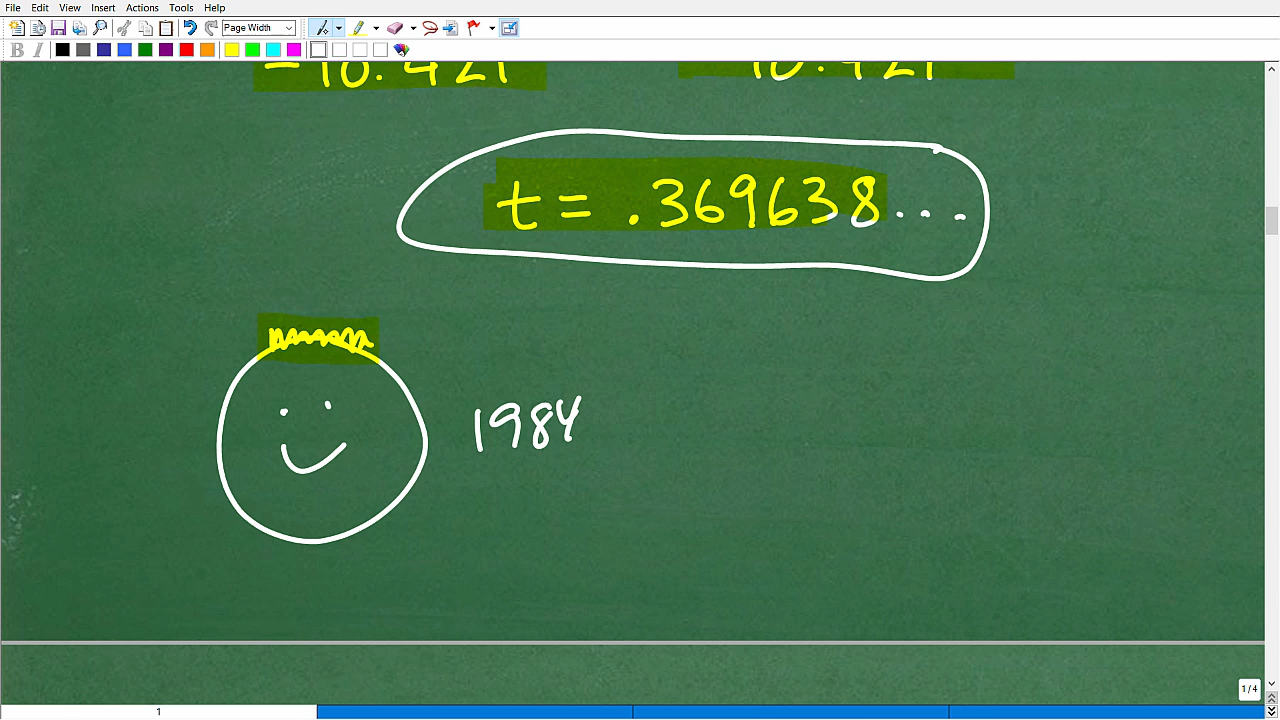 File Edit View Insert Actions Tools Help
Page Width
B I
t = .369638...
1984
1/4
1